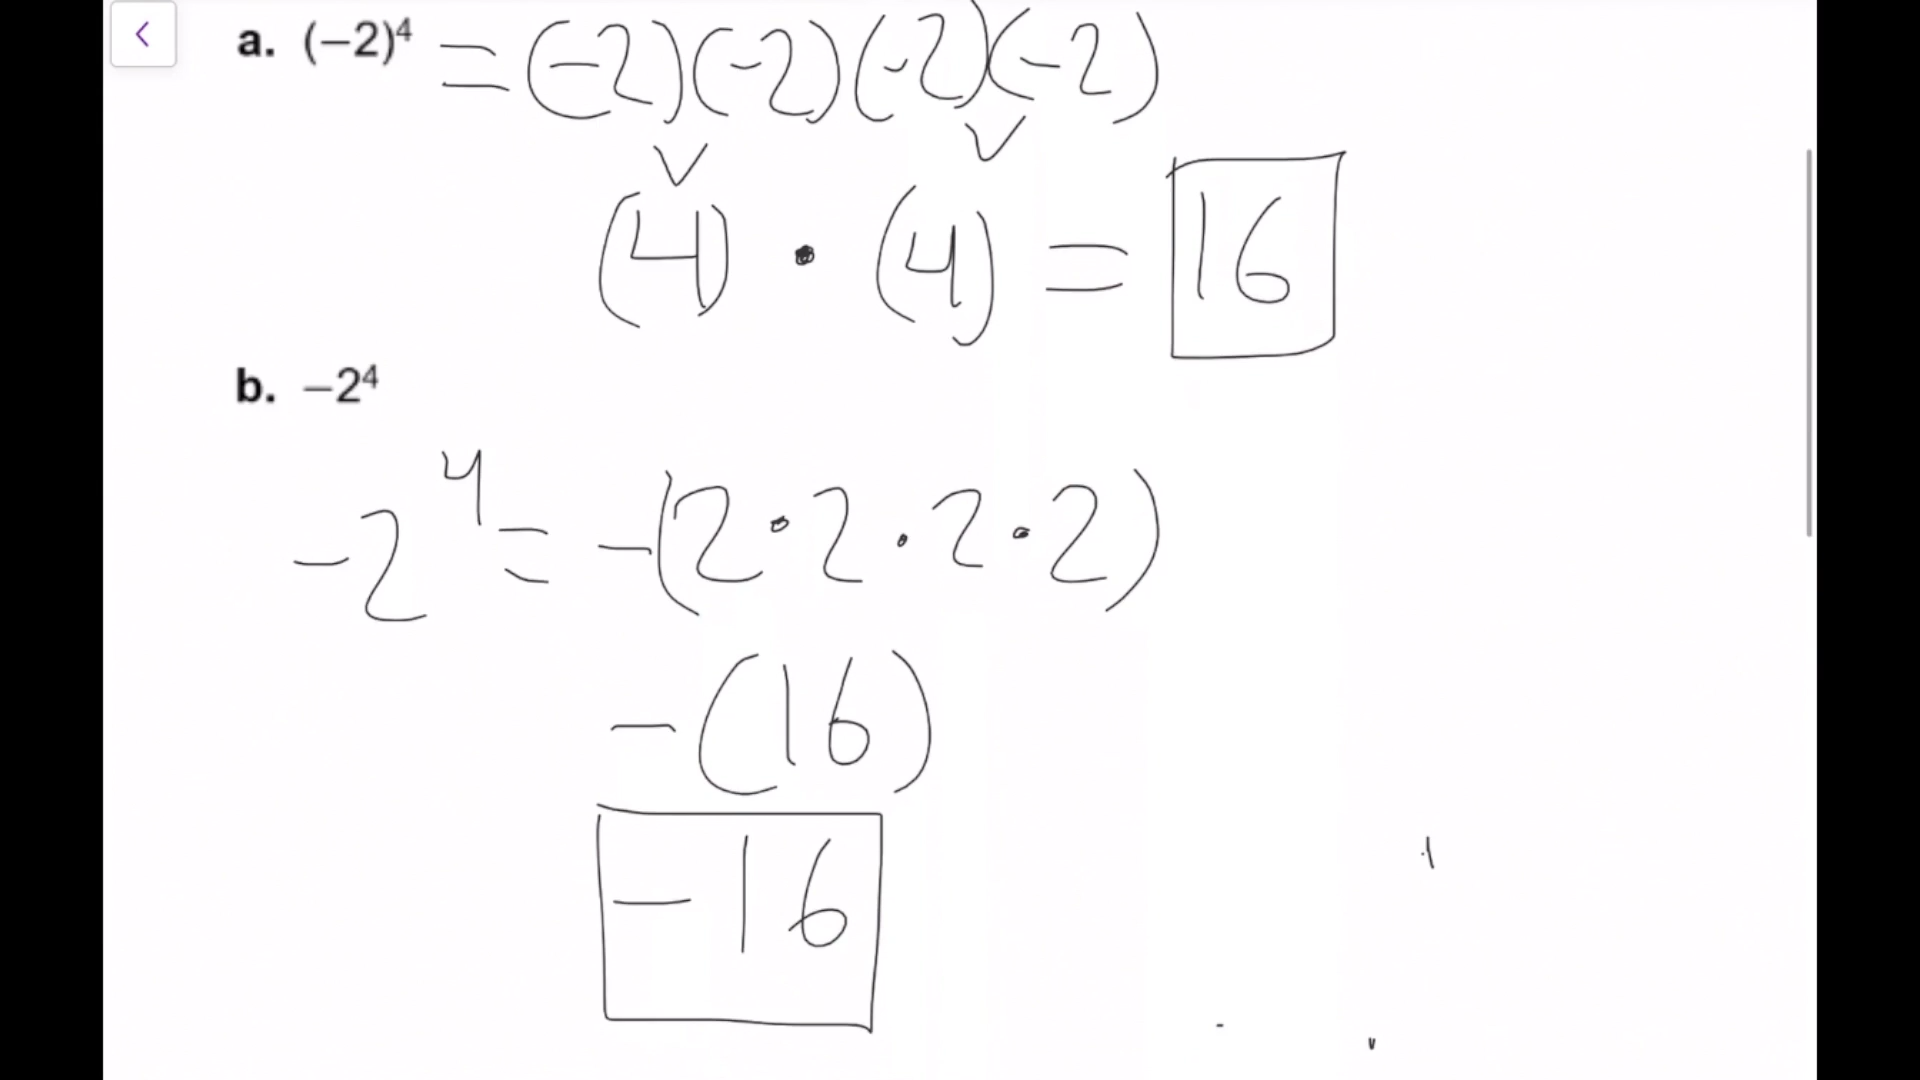 a. (−2)⁴ = (−2)(−2)(−2)(−2)
(4) · (4) = 16
b. −2⁴
−2⁴ = −(2·2·2·2)
−(16)
−16